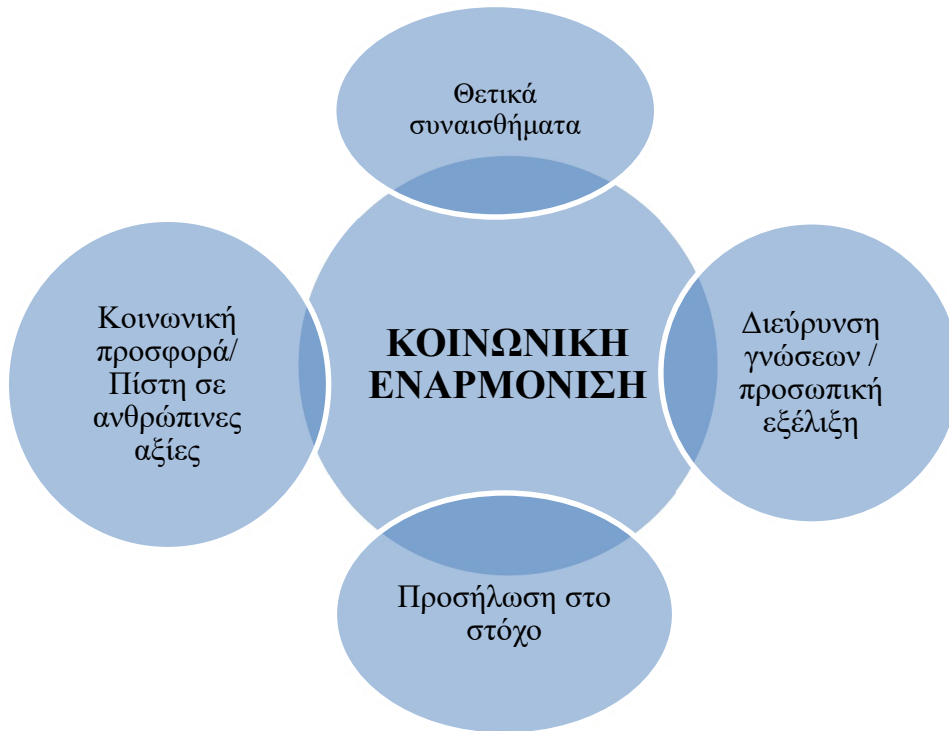 Θετικά
συναισθήματα
Κοινωνική
προσφορά/
Πίστη σε
ανθρώπινες
αξίες
ΚΟΙΝΩΝΙΚΗ
ΕΝΑΡΜΟΝΙΣΗ
Διεύρυνση
γνώσεων /
προσωπική
εξέλιξη
Προσήλωση στο
στόχο